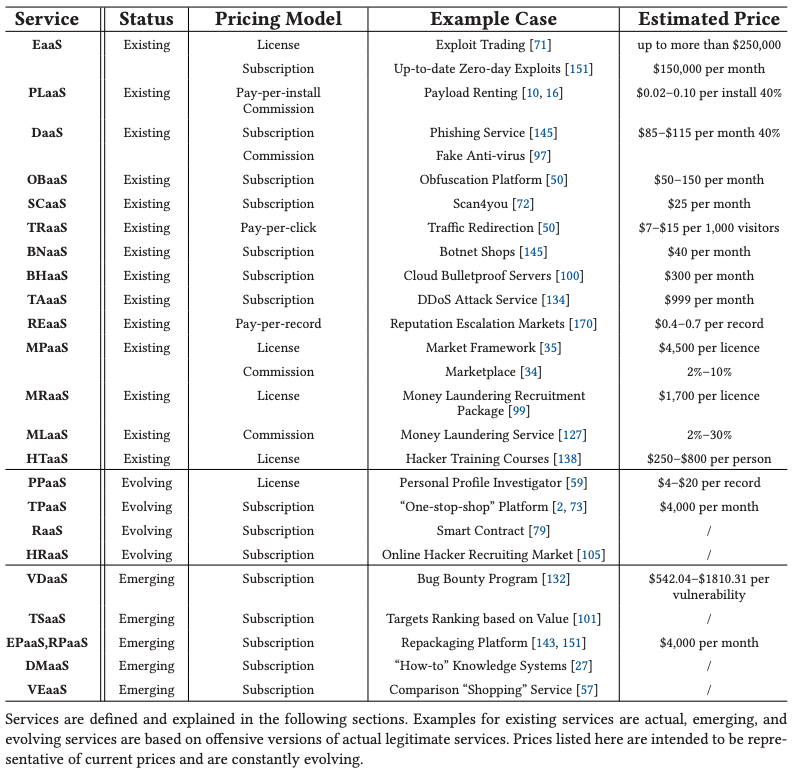 Service Status Pricing Model Example Case Estimated Price
EaaS Existing License Exploit Trading [71] up to more than $250,000
Subscription Up-to-date Zero-day Exploits [151] $150,000 per month
PLaaS Existing Pay-per-install Payload Renting [10, 16] $0.02–0.10 per install 40%
Commission
DaaS Existing Subscription Phishing Service [145] $85–$115 per month 40%
Commission Fake Anti-virus [97]
OBaaS Existing Subscription Obfuscation Platform [50] $50–150 per month
SCaaS Existing Subscription Scan4you [72] $25 per month
TRaaS Existing Pay-per-click Traffic Redirection [50] $7–$15 per 1,000 visitors
BNaaS Existing Subscription Botnet Shops [145] $40 per month
BHaaS Existing Subscription Cloud Bulletproof Servers [100] $300 per month
TAaaS Existing Subscription DDoS Attack Service [134] $999 per month
REaaS Existing Pay-per-record Reputation Escalation Markets [170] $0.4–0.7 per record
MPaaS Existing License Market Framework [35] $4,500 per licence
Commission Marketplace [34] 2%–10%
MRaaS Existing License Money Laundering Recruitment $1,700 per licence
Package [99]
MLaaS Existing Commission Money Laundering Service [127] 2%–30%
HTaaS Existing License Hacker Training Courses [138] $250–$800 per person
PPaaS Evolving License Personal Profile Investigator [59] $4–$20 per record
TPaaS Evolving Subscription “One-stop-shop” Platform [2, 73] $4,000 per month
RaaS Evolving Subscription Smart Contract [79] /
HRaaS Evolving Subscription Online Hacker Recruiting Market [105] /
VDaaS Emerging Subscription Bug Bounty Program [132] $542.04–$1810.31 per
vulnerability
TSaaS Emerging Subscription Targets Ranking based on Value [101] /
EPaaS,RPaaS Emerging Subscription Repackaging Platform [143, 151] $4,000 per month
DMaaS Emerging Subscription “How-to” Knowledge Systems [27] /
VEaaS Emerging Subscription Comparison “Shopping” Service [57] /
Services are defined and explained in the following sections. Examples for existing services are actual, emerging, and
evolving services are based on offensive versions of actual legitimate services. Prices listed here are intended to be repre-
sentative of current prices and are constantly evolving.